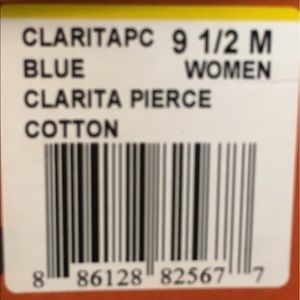 CLARITAPC 9 1/2 M
BLUE WOMEN
CLARITA PIERCE
COTTON
8 86128 82567 7